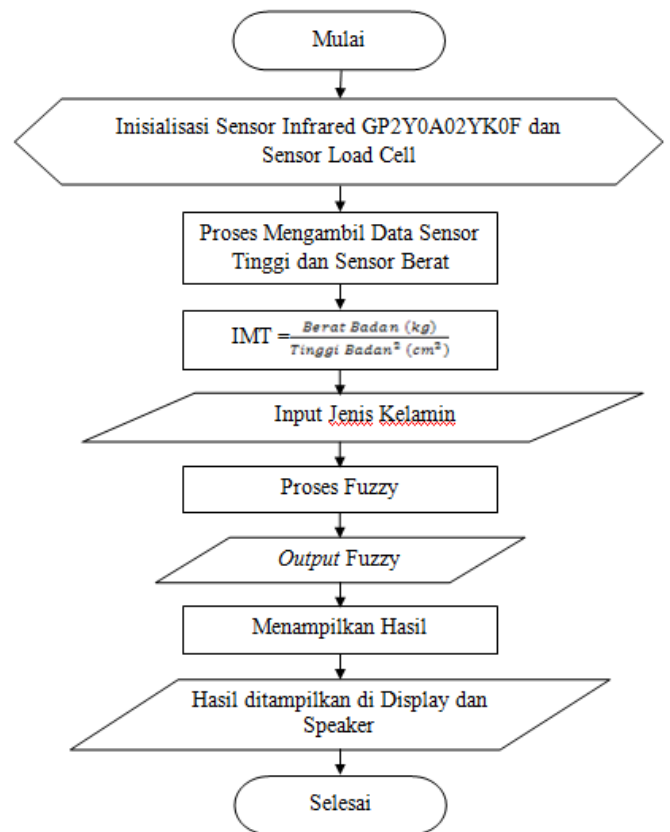 Mulai
Inisialisasi Sensor Infrared GP2Y0A02YK0F dan
Sensor Load Cell
Proses Mengambil Data Sensor
Tinggi dan Sensor Berat
IMT = Berat Badan (kg) / Tinggi Badan² (cm²)
Input Jenis Kelamin
Proses Fuzzy
Output Fuzzy
Menampilkan Hasil
Hasil ditampilkan di Display dan
Speaker
Selesai